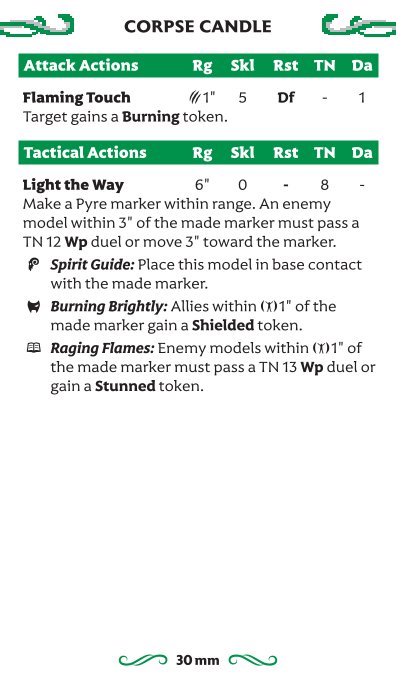 CORPSE CANDLE
Attack Actions Rg Skl Rst TN Da
Flaming Touch 1" 5 Df - 1
Target gains a Burning token.
Tactical Actions Rg Skl Rst TN Da
Light the Way 6" 0 - 8 -
Make a Pyre marker within range. An enemy
model within 3" of the made marker must pass a
TN 12 Wp duel or move 3" toward the marker.
Spirit Guide: Place this model in base contact
with the made marker.
Burning Brightly: Allies within 1" of the
made marker gain a Shielded token.
Raging Flames: Enemy models within 1" of
the made marker must pass a TN 13 Wp duel or
gain a Stunned token.
30 mm